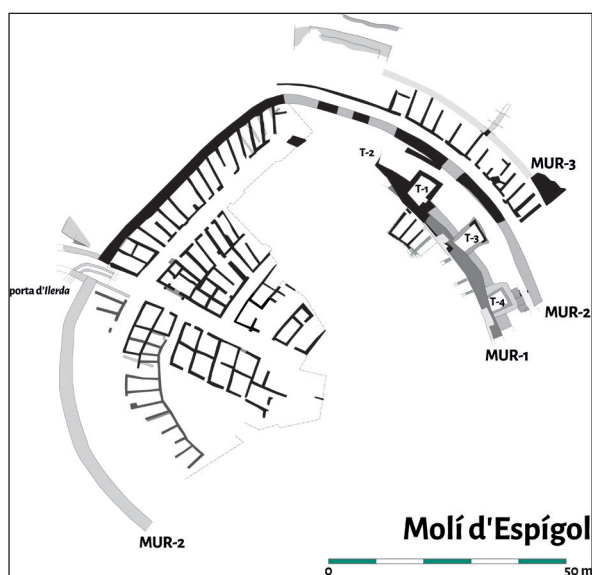 MUR-3
T-2
T-1
T-3
T-4
porta d'Ilerda
MUR-2
MUR-1
MUR-2
Molí d'Espígol
0 50 m